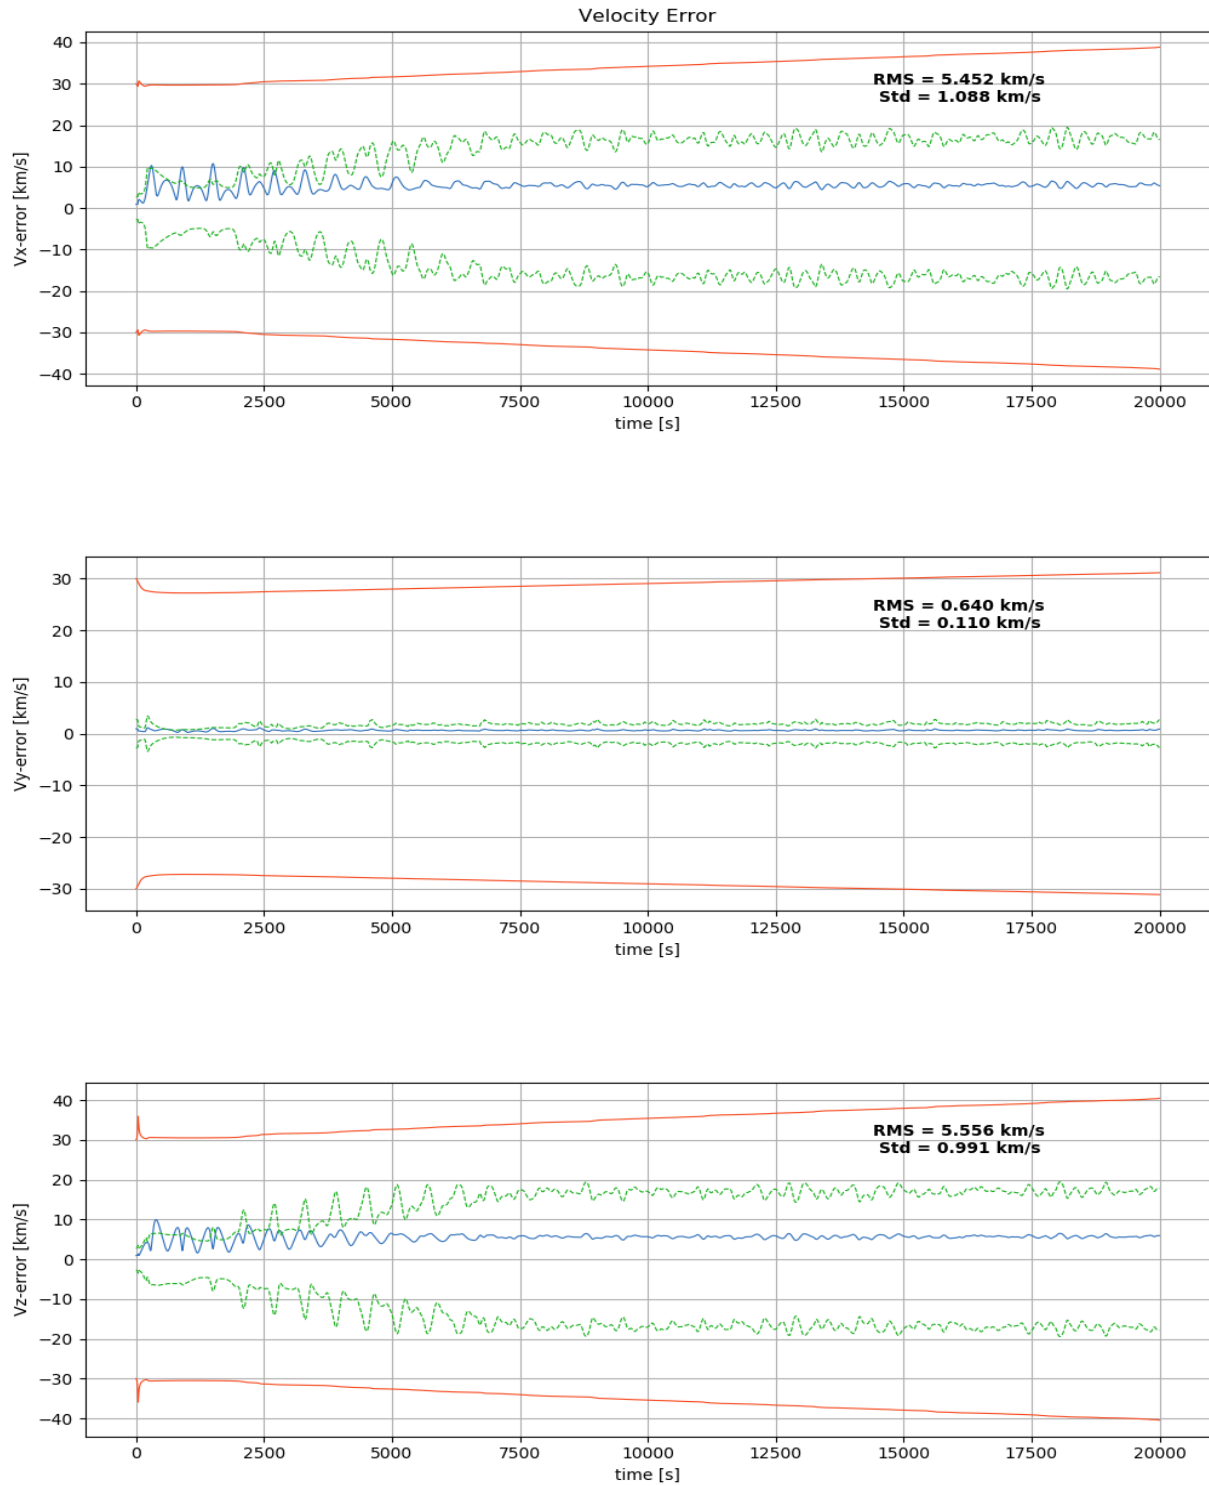 Velocity Error
40
30
20
10
0
−10
−20
−30
−40
Vx-error [km/s]
RMS = 5.452 km/s
Std = 1.088 km/s
0 2500 5000 7500 10000 12500 15000 17500 20000
time [s]
30
20
10
0
−10
−20
−30
Vy-error [km/s]
RMS = 0.640 km/s
Std = 0.110 km/s
0 2500 5000 7500 10000 12500 15000 17500 20000
time [s]
40
30
20
10
0
−10
−20
−30
−40
Vz-error [km/s]
RMS = 5.556 km/s
Std = 0.991 km/s
0 2500 5000 7500 10000 12500 15000 17500 20000
time [s]